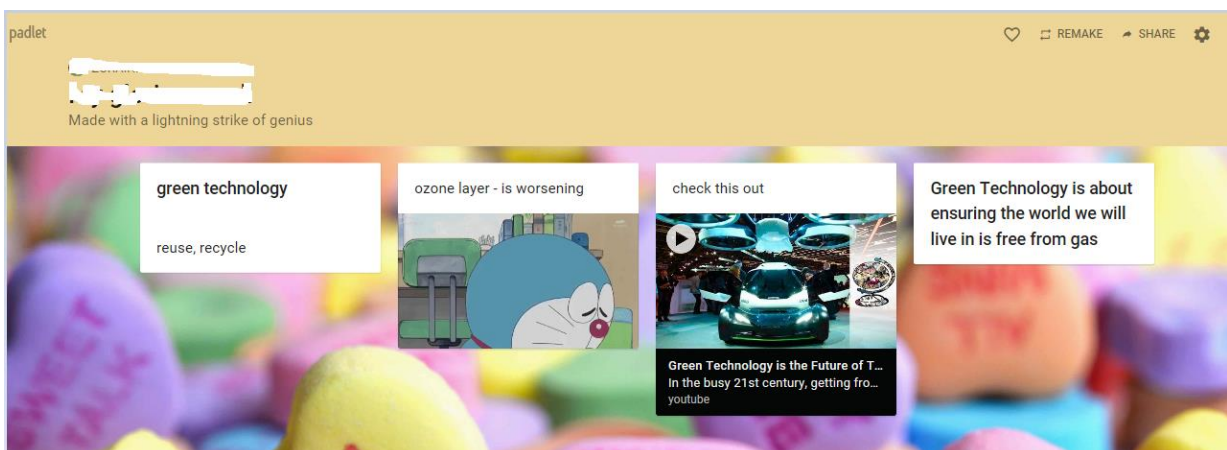 padlet
REMAKE
SHARE
Made with a lightning strike of genius
green technology
reuse, recycle
ozone layer - is worsening
check this out
Green Technology is the Future of T...
In the busy 21st century, getting fro...
youtube
Green Technology is about
ensuring the world we will
live in is free from gas
SWEET
TALK